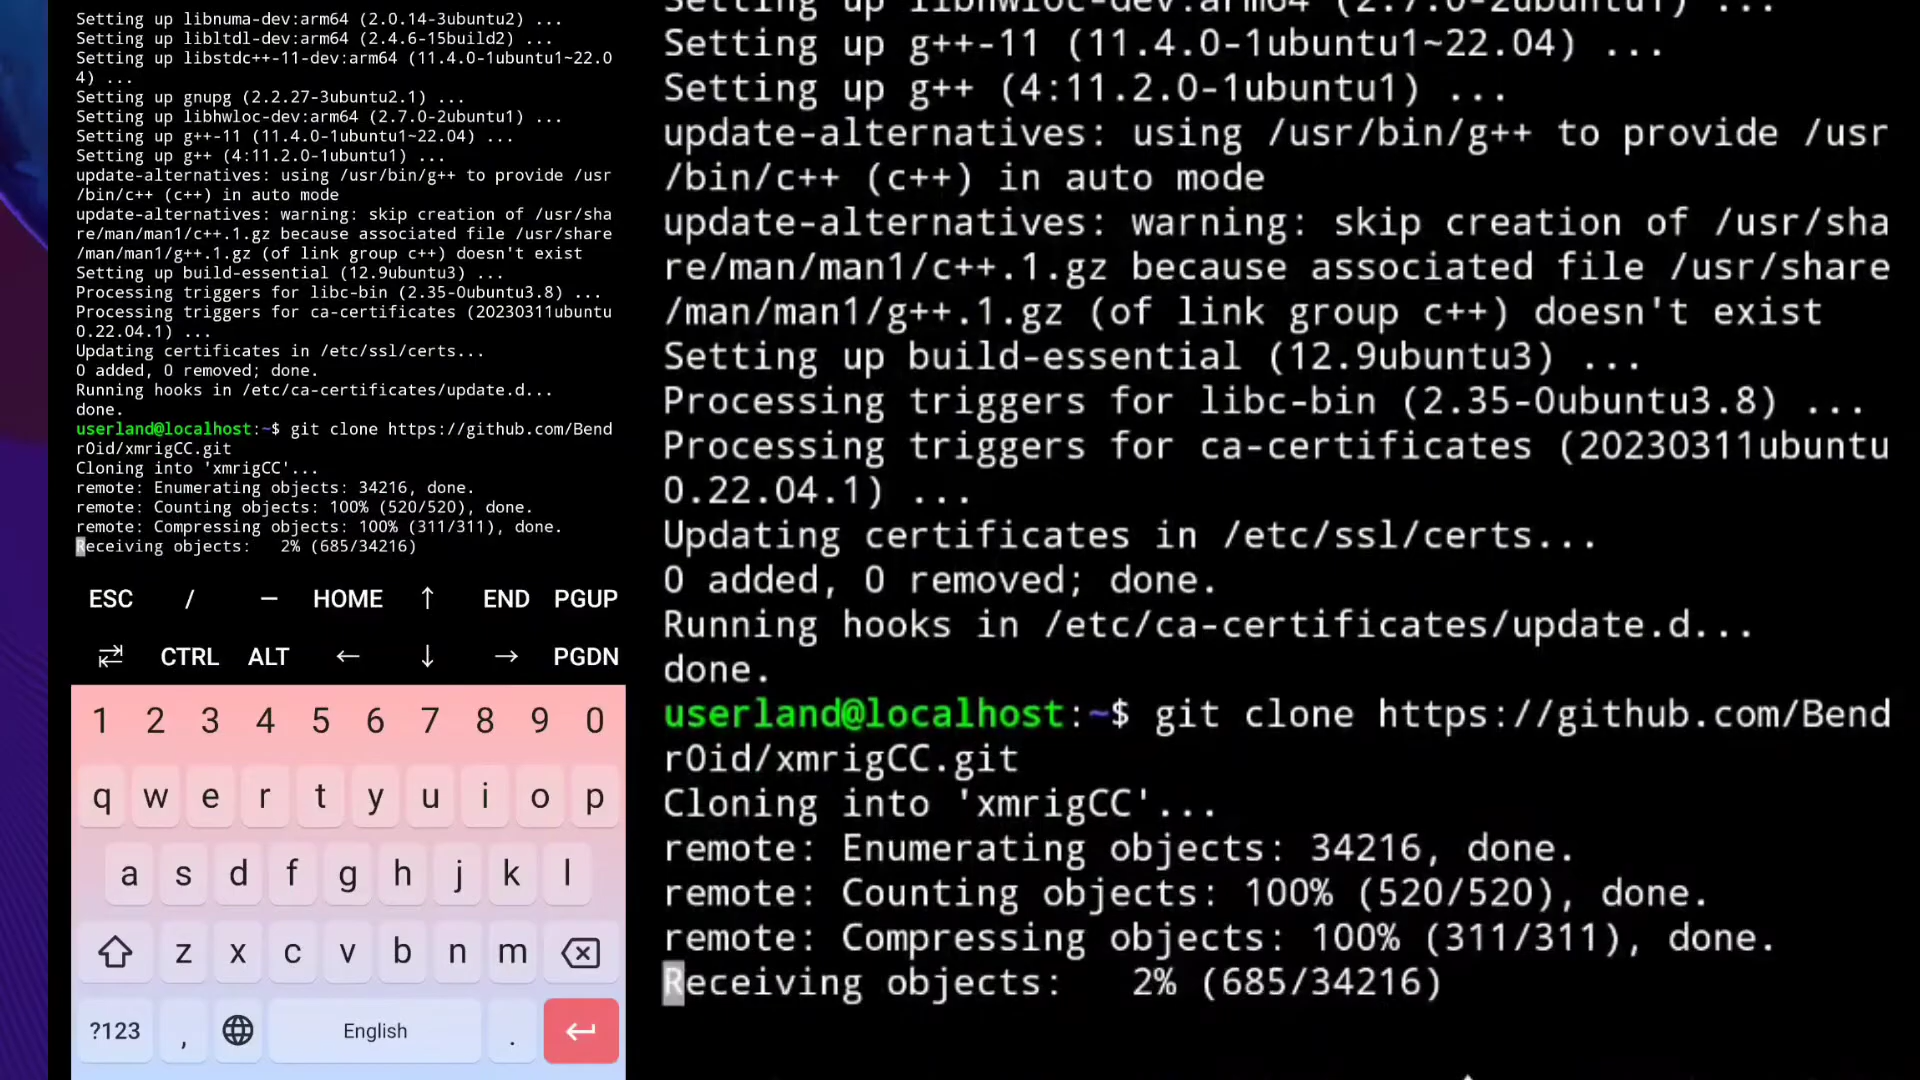 Setting up libnuma-dev:arm64 (2.0.14-3ubuntu2) ...
Setting up libltdl-dev:arm64 (2.4.6-15build2) ...
Setting up libstdc++-11-dev:arm64 (11.4.0-1ubuntu1~22.0
4) ...
Setting up gnupg (2.2.27-3ubuntu2.1) ...
Setting up libhwloc-dev:arm64 (2.7.0-2ubuntu1) ...
Setting up g++-11 (11.4.0-1ubuntu1~22.04) ...
Setting up g++ (4:11.2.0-1ubuntu1) ...
update-alternatives: using /usr/bin/g++ to provide /usr
/bin/c++ (c++) in auto mode
update-alternatives: warning: skip creation of /usr/sha
re/man/man1/c++.1.gz because associated file /usr/share
/man/man1/g++.1.gz (of link group c++) doesn't exist
Setting up build-essential (12.9ubuntu3) ...
Processing triggers for libc-bin (2.35-0ubuntu3.8) ...
Processing triggers for ca-certificates (20230311ubuntu
0.22.04.1) ...
Updating certificates in /etc/ssl/certs...
0 added, 0 removed; done.
Running hooks in /etc/ca-certificates/update.d...
done.
userland@localhost:~$ git clone https://github.com/Bend
r0id/xmrigCC.git
Cloning into 'xmrigCC'...
remote: Enumerating objects: 34216, done.
remote: Counting objects: 100% (520/520), done.
remote: Compressing objects: 100% (311/311), done.
Receiving objects:   2% (685/34216)
ESC / — HOME ↑ END PGUP
⇄ CTRL ALT ← ↓ → PGDN
1 2 3 4 5 6 7 8 9 0
q w e r t y u i o p
a s d f g h j k l
z x c v b n m
?123 , English .
Setting up libhwloc-dev:arm64 (2.7.0-2ubuntu1) ...
Setting up g++-11 (11.4.0-1ubuntu1~22.04) ...
Setting up g++ (4:11.2.0-1ubuntu1) ...
update-alternatives: using /usr/bin/g++ to provide /usr
/bin/c++ (c++) in auto mode
update-alternatives: warning: skip creation of /usr/sha
re/man/man1/c++.1.gz because associated file /usr/share
/man/man1/g++.1.gz (of link group c++) doesn't exist
Setting up build-essential (12.9ubuntu3) ...
Processing triggers for libc-bin (2.35-0ubuntu3.8) ...
Processing triggers for ca-certificates (20230311ubuntu
0.22.04.1) ...
Updating certificates in /etc/ssl/certs...
0 added, 0 removed; done.
Running hooks in /etc/ca-certificates/update.d...
done.
userland@localhost:~$ git clone https://github.com/Bend
r0id/xmrigCC.git
Cloning into 'xmrigCC'...
remote: Enumerating objects: 34216, done.
remote: Counting objects: 100% (520/520), done.
remote: Compressing objects: 100% (311/311), done.
Receiving objects:   2% (685/34216)